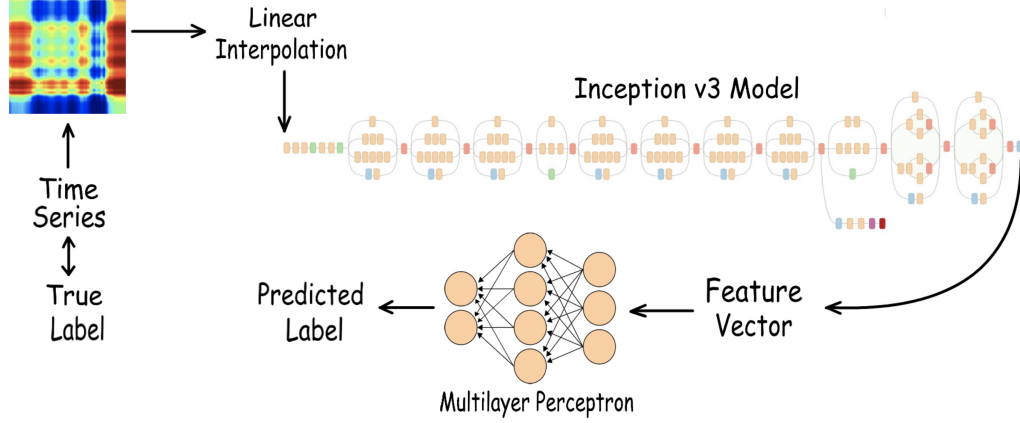 Linear
Interpolation
Inception v3 Model
Time
Series
True
Label
Predicted
Label
Feature
Vector
Multilayer Perceptron